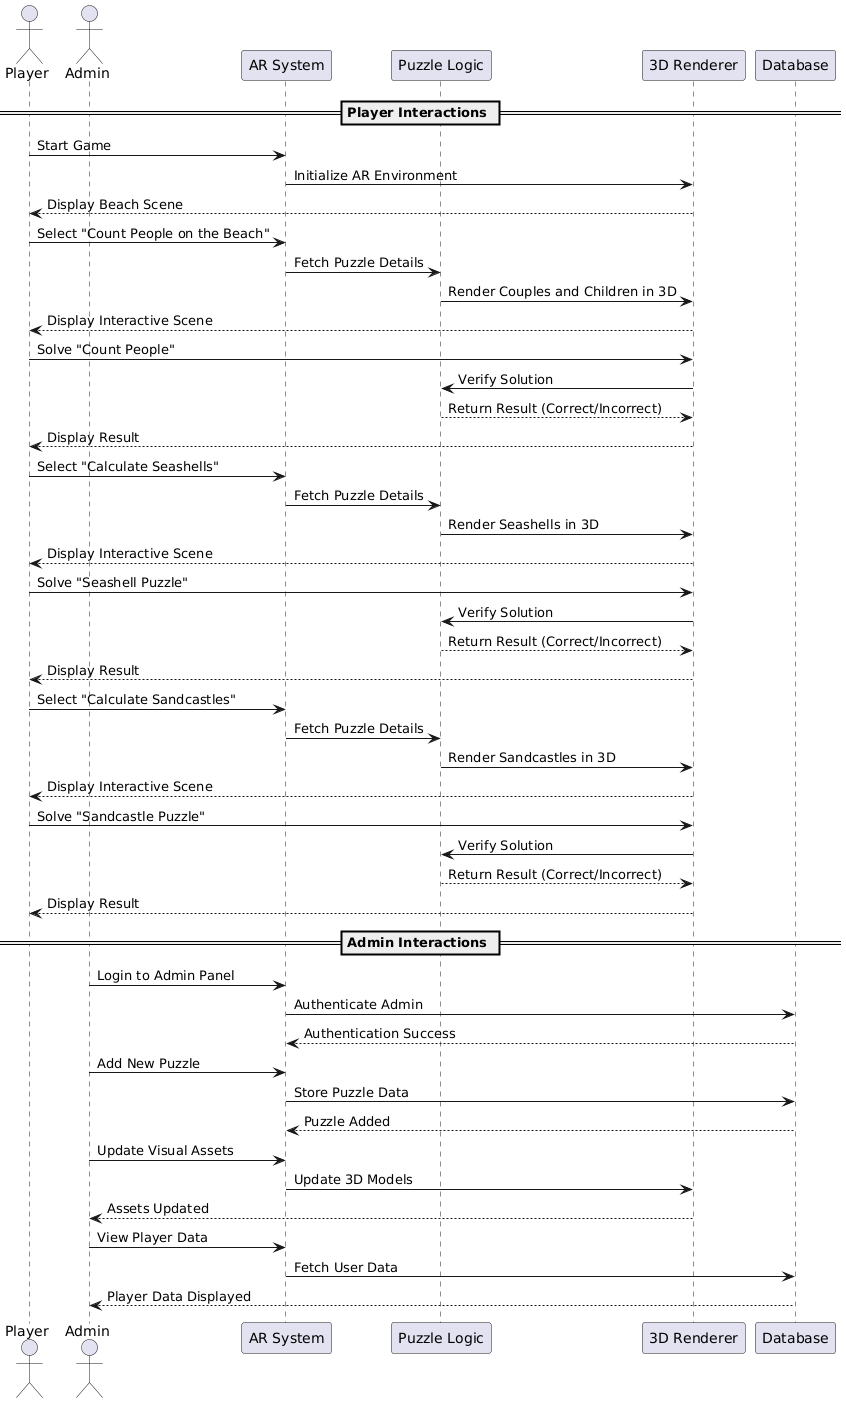 Player
Admin
AR System
Puzzle Logic
3D Renderer
Database
Player Interactions
Start Game
Initialize AR Environment
Display Beach Scene
Select "Count People on the Beach"
Fetch Puzzle Details
Render Couples and Children in 3D
Display Interactive Scene
Solve "Count People"
Verify Solution
Return Result (Correct/Incorrect)
Display Result
Select "Calculate Seashells"
Fetch Puzzle Details
Render Seashells in 3D
Display Interactive Scene
Solve "Seashell Puzzle"
Verify Solution
Return Result (Correct/Incorrect)
Display Result
Select "Calculate Sandcastles"
Fetch Puzzle Details
Render Sandcastles in 3D
Display Interactive Scene
Solve "Sandcastle Puzzle"
Verify Solution
Return Result (Correct/Incorrect)
Display Result
Admin Interactions
Login to Admin Panel
Authenticate Admin
Authentication Success
Add New Puzzle
Store Puzzle Data
Puzzle Added
Update Visual Assets
Update 3D Models
Assets Updated
View Player Data
Fetch User Data
Player Data Displayed
Player
Admin
AR System
Puzzle Logic
3D Renderer
Database